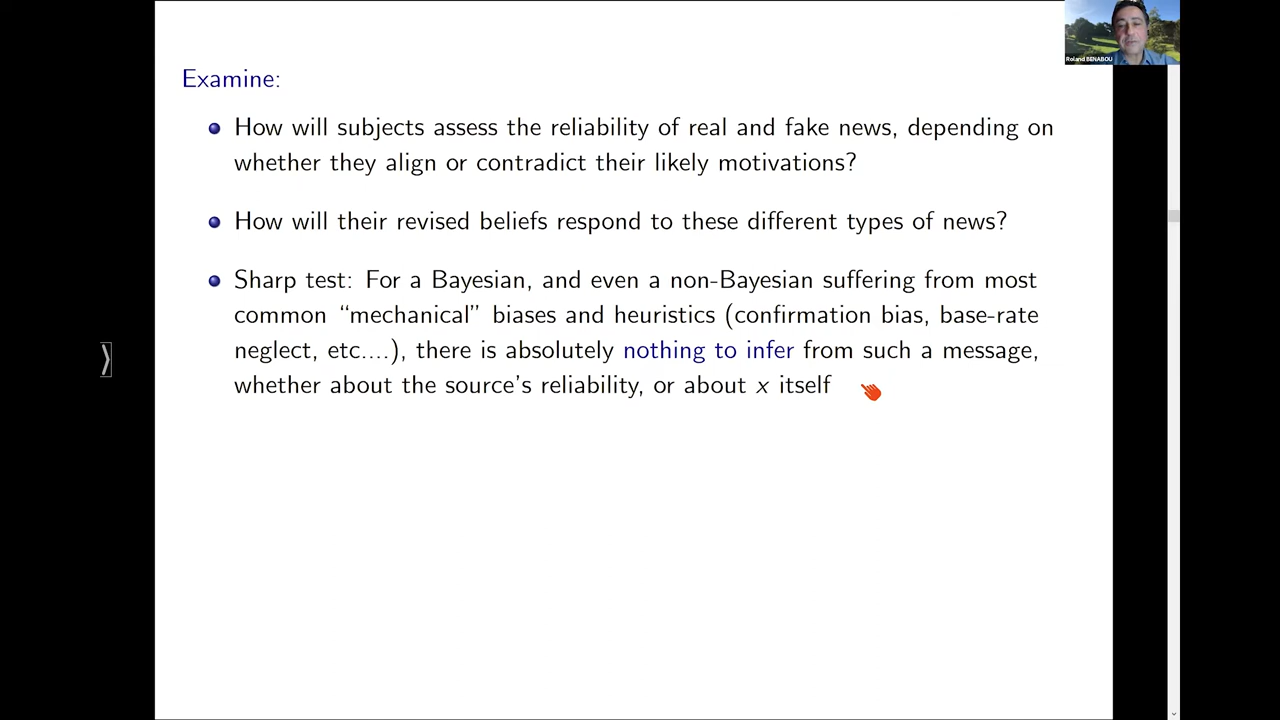 Roland BENABOU
Examine:
How will subjects assess the reliability of real and fake news, depending on
whether they align or contradict their likely motivations?
How will their revised beliefs respond to these different types of news?
Sharp test: For a Bayesian, and even a non-Bayesian suffering from most
common “mechanical” biases and heuristics (confirmation bias, base-rate
neglect, etc....), there is absolutely nothing to infer from such a message,
whether about the source’s reliability, or about x itself